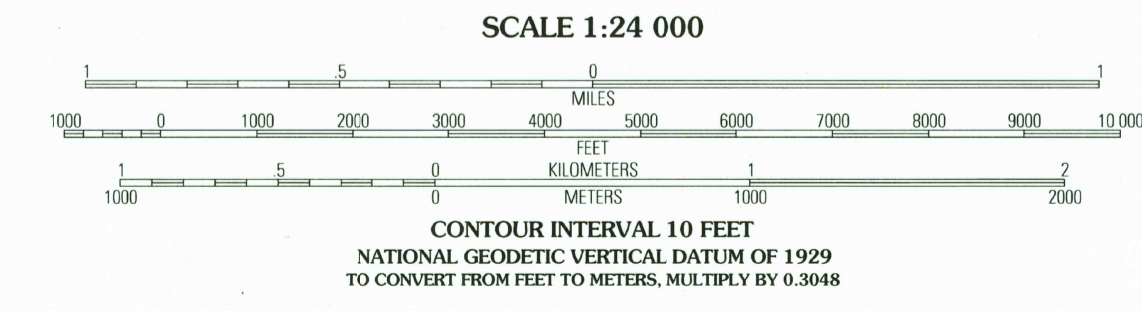 SCALE 1:24 000
1 .5 0 1
MILES
1000 0 1000 2000 3000 4000 5000 6000 7000 8000 9000 10 000
FEET
1 .5 0 KILOMETERS 1 2
1000 0 METERS 1000 2000
CONTOUR INTERVAL 10 FEET
NATIONAL GEODETIC VERTICAL DATUM OF 1929
TO CONVERT FROM FEET TO METERS, MULTIPLY BY 0.3048